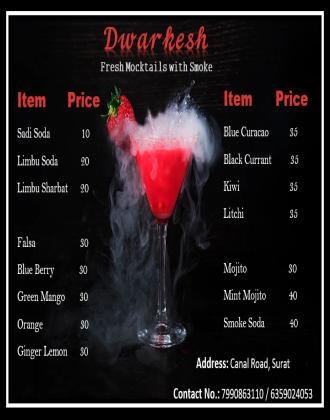 Dwarkesh
Fresh Mocktails with Smoke
Item Price
Sadi Soda 10
Limbu Soda 20
Limbu Sharbat 20
Falsa 30
Blue Berry 30
Green Mango 30
Orange 30
Ginger Lemon 30
Item Price
Blue Curacao 35
Black Currant 35
Kiwi 35
Litchi 35
Mojito 30
Mint Mojito 40
Smoke Soda 40
Address: Canal Road, Surat
Contact No.: 7990863110 / 6359024053